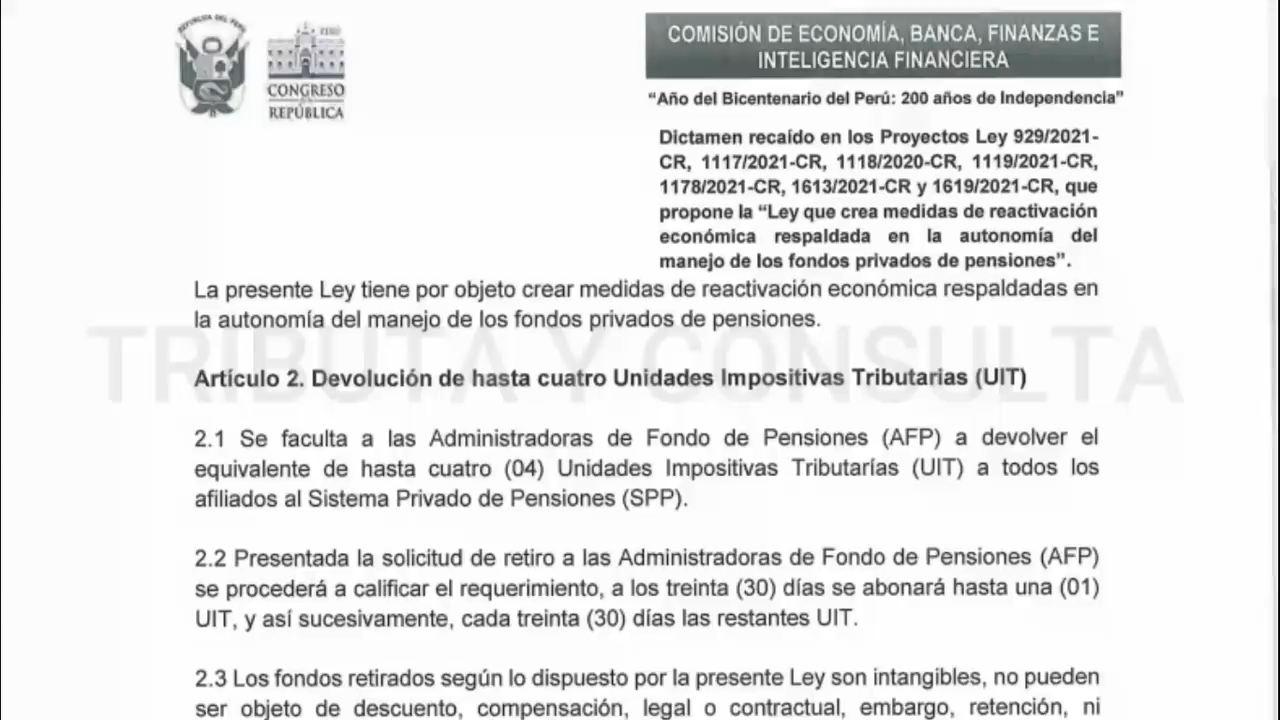 REPÚBLICA DEL PERÚ
PERÚ
CONGRESO
REPÚBLICA
COMISIÓN DE ECONOMÍA, BANCA, FINANZAS E
INTELIGENCIA FINANCIERA
“Año del Bicentenario del Perú: 200 años de Independencia”
Dictamen recaído en los Proyectos Ley 929/2021-
CR, 1117/2021-CR, 1118/2020-CR, 1119/2021-CR,
1178/2021-CR, 1613/2021-CR y 1619/2021-CR, que
propone la “Ley que crea medidas de reactivación
económica respaldada en la autonomía del
manejo de los fondos privados de pensiones”.
La presente Ley tiene por objeto crear medidas de reactivación económica respaldadas en
la autonomía del manejo de los fondos privados de pensiones.
TRIBUTA Y CONSULTA
Artículo 2. Devolución de hasta cuatro Unidades Impositivas Tributarias (UIT)
2.1 Se faculta a las Administradoras de Fondo de Pensiones (AFP) a devolver el
equivalente de hasta cuatro (04) Unidades Impositivas Tributarías (UIT) a todos los
afiliados al Sistema Privado de Pensiones (SPP).
2.2 Presentada la solicitud de retiro a las Administradoras de Fondo de Pensiones (AFP)
se procederá a calificar el requerimiento, a los treinta (30) días se abonará hasta una (01)
UIT, y así sucesivamente, cada treinta (30) días las restantes UIT.
2.3 Los fondos retirados según lo dispuesto por la presente Ley son intangibles, no pueden
ser objeto de descuento, compensación, legal o contractual, embargo, retención, ni